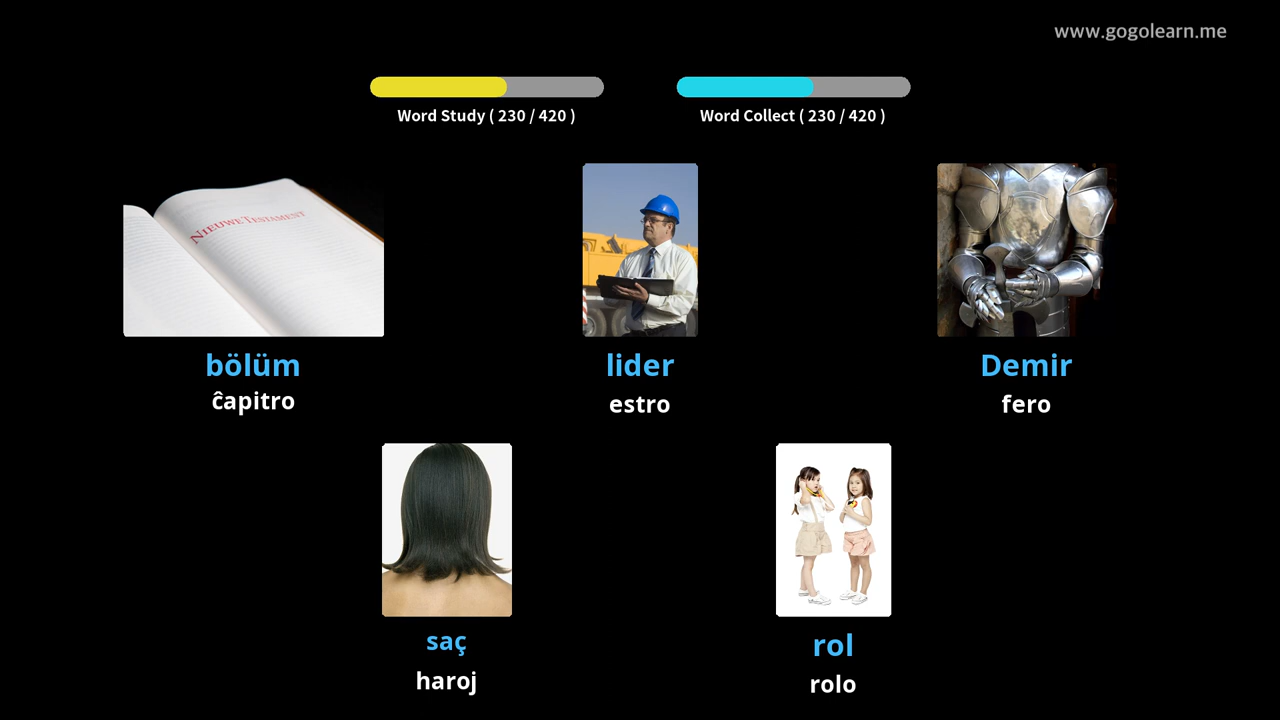 www.gogolearn.me
Word Study ( 230 / 420 )
Word Collect ( 230 / 420 )
NIEUWE TESTAMENT
bölüm
ĉapitro
lider
estro
Demir
fero
saç
haroj
rol
rolo